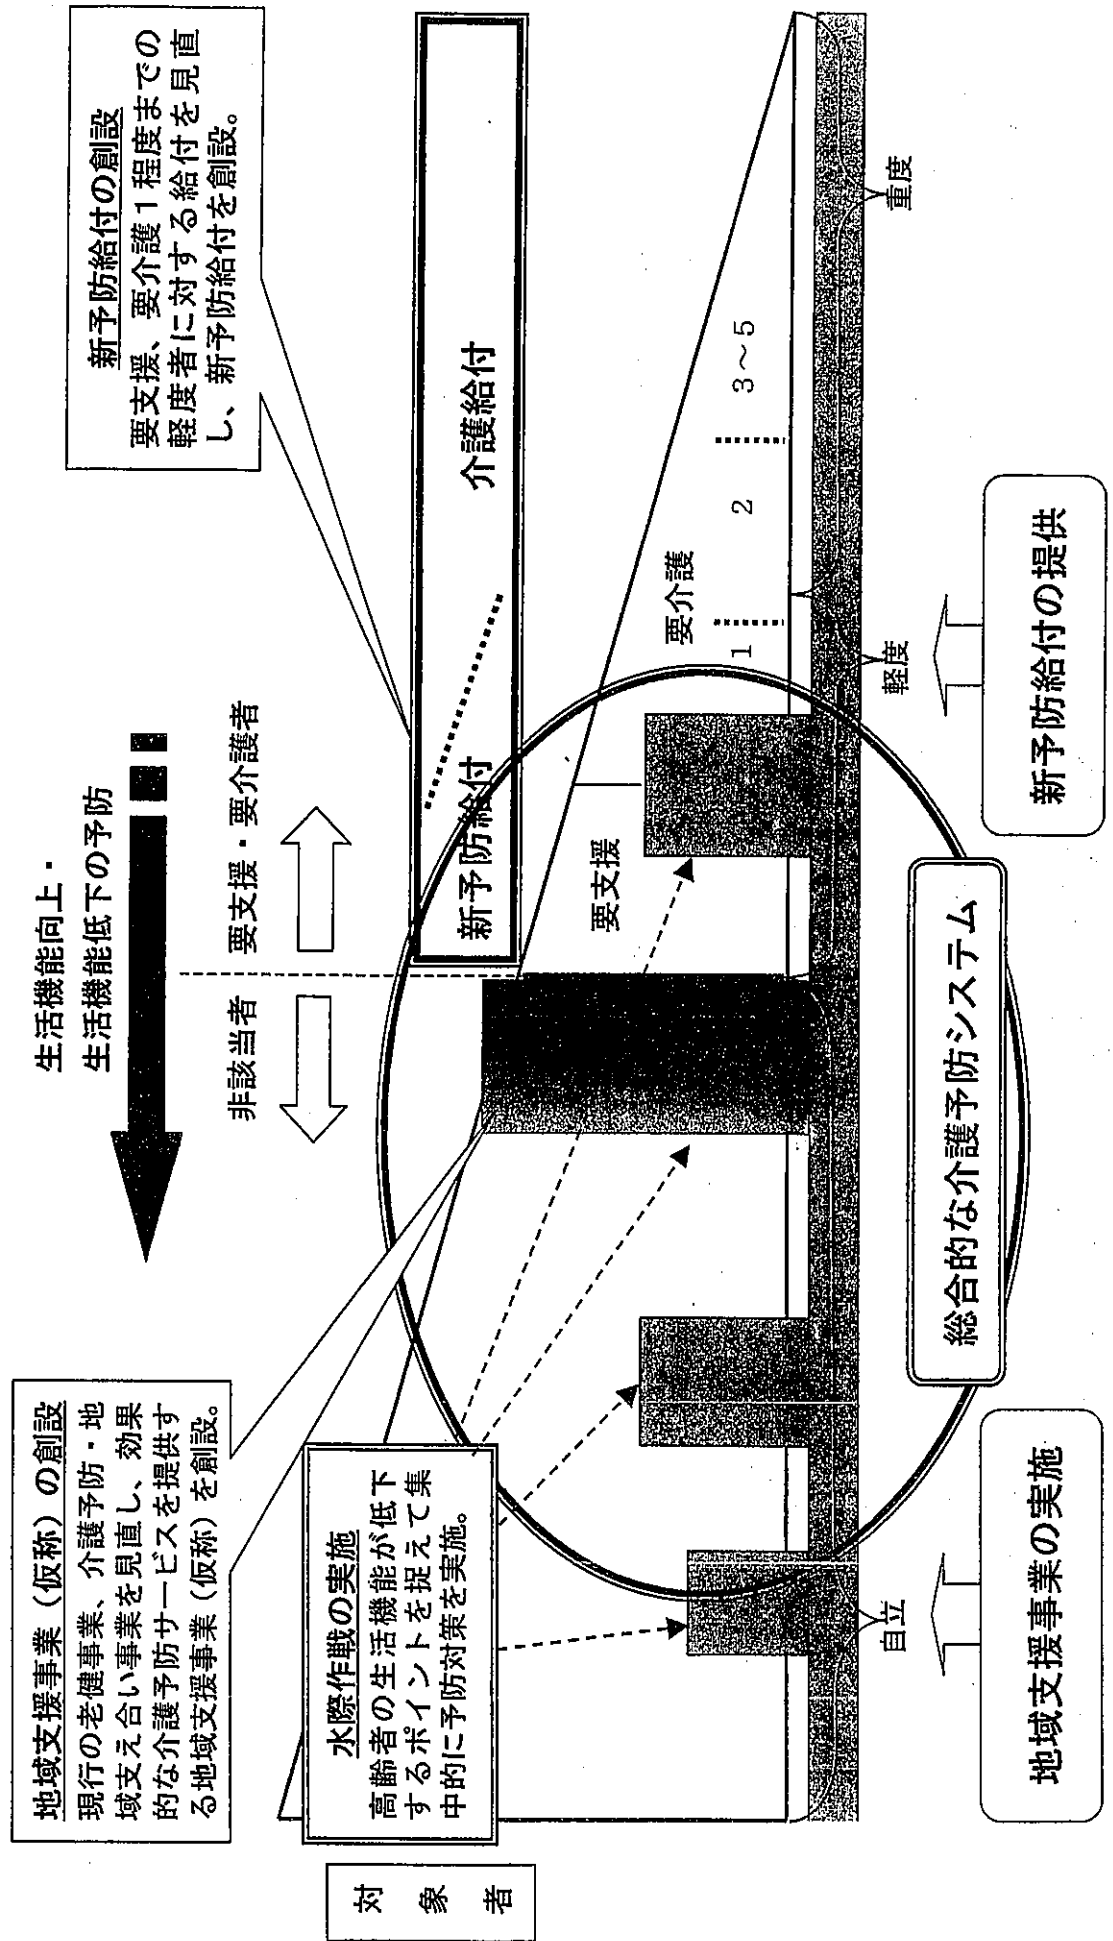 生活機能向上・
生活機能低下の予防
地域支援事業（仮称）の創設
現行の老健事業、介護予防・地
域支え合い事業を見直し、効果
的な介護予防サービスを提供す
る地域支援事業（仮称）を創設。
新予防給付の創設
要支援、要介護１程度までの
軽度者に対する給付を見直
し、新予防給付を創設。
非該当者
要支援・要介護者
対象者
水際作戦の実施
高齢者の生活機能が低下
するポイントを捉えて集
中的に予防対策を実施。
新予防給付
介護給付
要支援
要介護
１
２
３～５
自立
軽度
重度
総合的な介護予防システム
地域支援事業の実施
新予防給付の提供